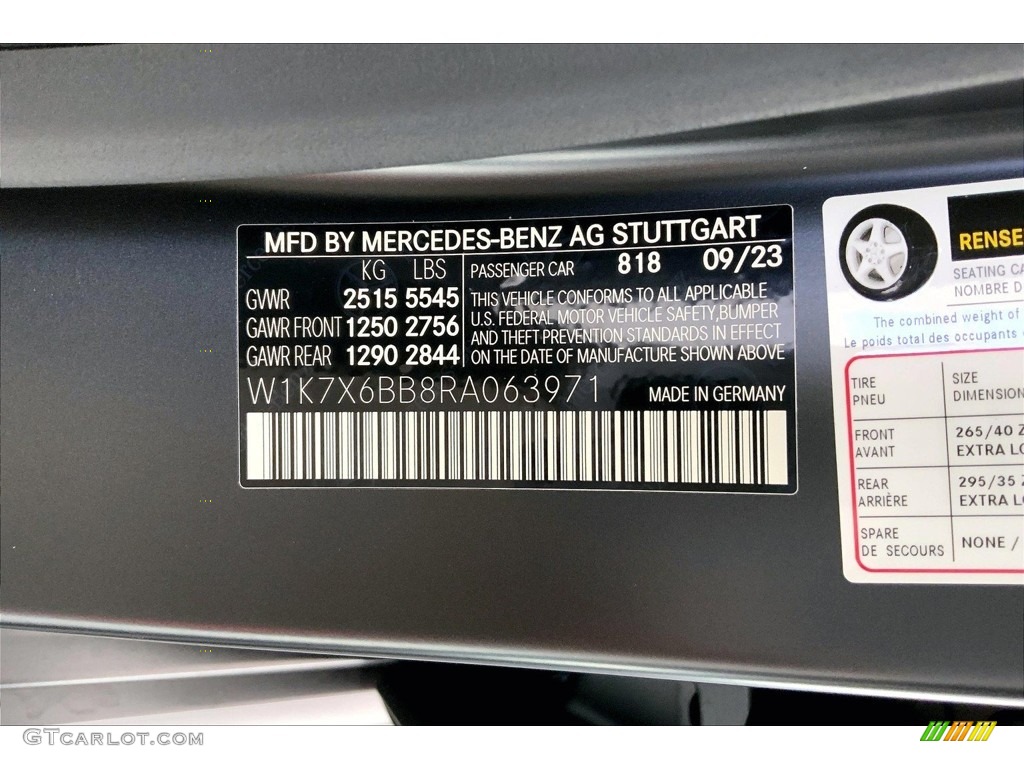 MFD BY MERCEDES-BENZ AG STUTTGART
KG LBS
PASSENGER CAR 818 09/23
GVWR 2515 5545
GAWR FRONT 1250 2756
GAWR REAR 1290 2844
THIS VEHICLE CONFORMS TO ALL APPLICABLE
U.S. FEDERAL MOTOR VEHICLE SAFETY, BUMPER
AND THEFT PREVENTION STANDARDS IN EFFECT
ON THE DATE OF MANUFACTURE SHOWN ABOVE
W1K7X6BB8RA063971
MADE IN GERMANY
SEATING
NOMBRE
The combined weight of
Le poids total des occupants
TIRE SIZE
PNEU DIMENSION
FRONT 265/40
AVANT EXTRA
REAR 295/35
ARRIÈRE EXTRA
SPARE NONE /
DE SECOURS
GTCARLOT.COM